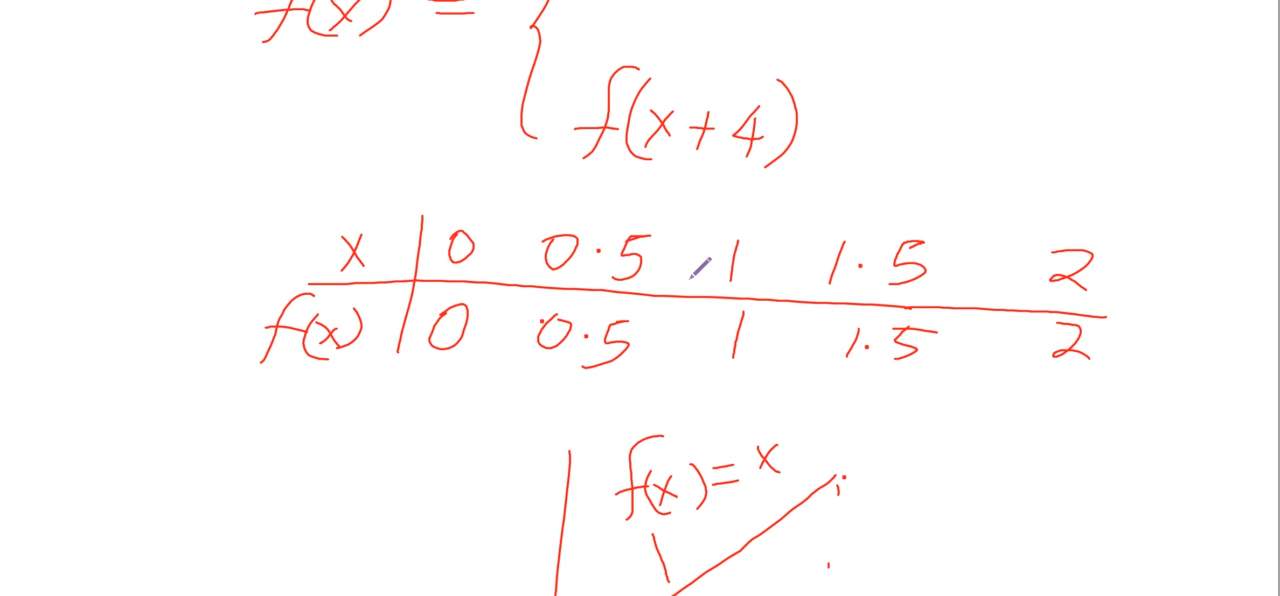 f(x) = {
f(x+4)
x | 0 0.5 1 1.5 2
f(x) | 0 0.5 1 1.5 2
f(x) = x